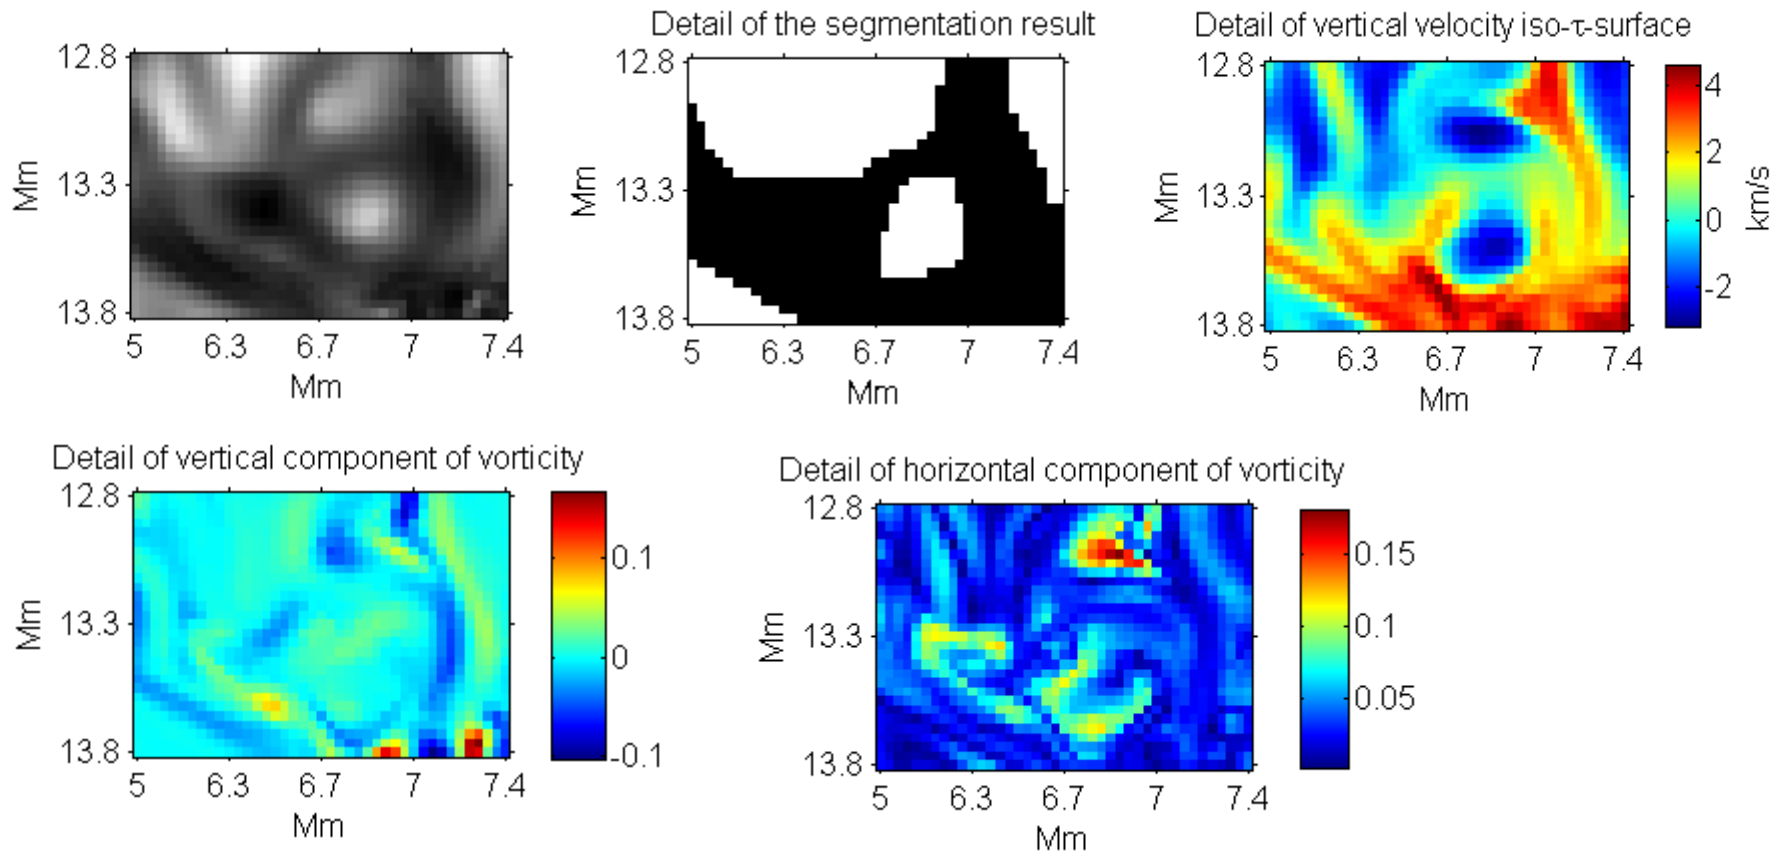 Detail of the segmentation result
Detail of vertical velocity iso-τ-surface
12.8
13.3
13.8
Mm
5 6.3 6.7 7 7.4
Mm
12.8
13.3
13.8
Mm
5 6.3 6.7 7 7.4
Mm
12.8
13.3
13.8
Mm
5 6.3 6.7 7 7.4
Mm
4
2
0
-2
km/s
Detail of vertical component of vorticity
12.8
13.3
13.8
Mm
5 6.3 6.7 7 7.4
Mm
0.1
0
-0.1
Detail of horizontal component of vorticity
12.8
13.3
13.8
Mm
5 6.3 6.7 7 7.4
Mm
0.15
0.1
0.05